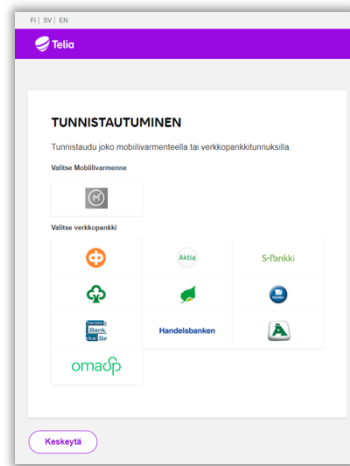 FI | SV | EN
Telia
TUNNISTAUTUMINEN
Tunnistaudu joko mobiilivarmenteella tai verkkopankkitunnuksilla.
Valitse Mobiilivarmenne
Valitse verkkopankki
Aktia
S-Pankki
Handelsbanken
omasp
Keskeytä